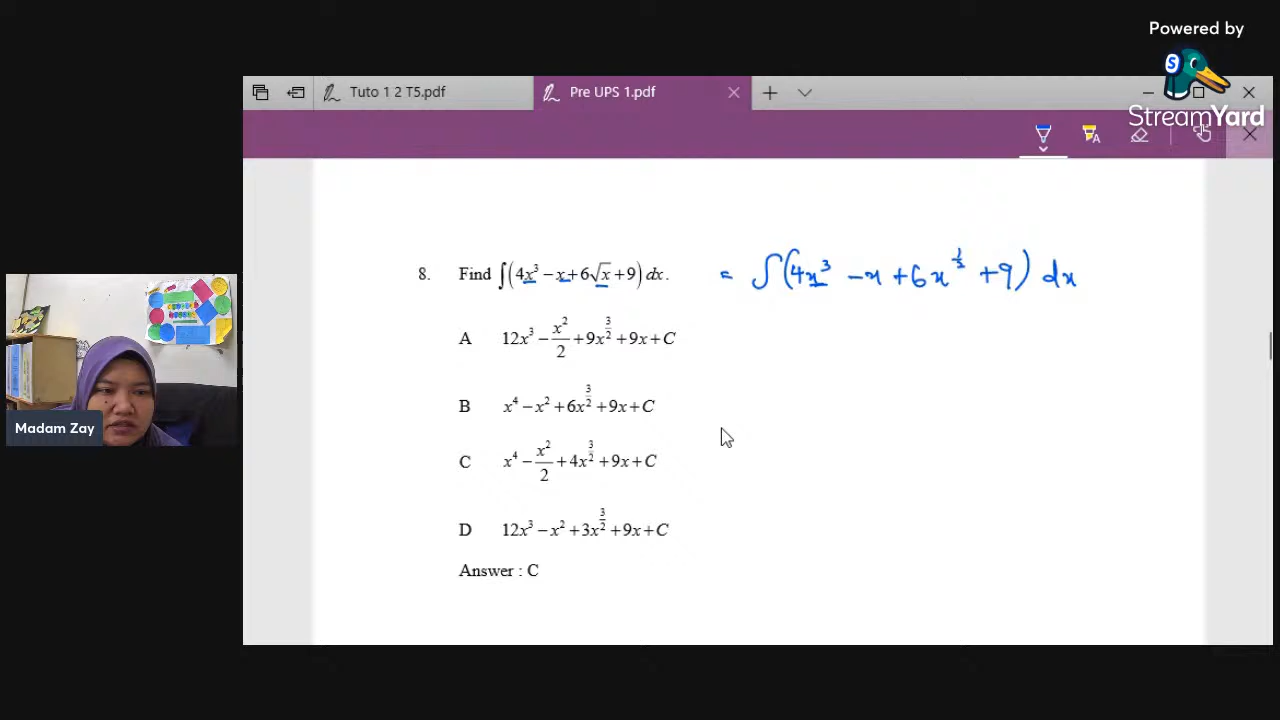 Powered by
StreamYard
Tuto 1 2 T5.pdf
Pre UPS 1.pdf
8. Find ∫(4x³ − x + 6√x + 9) dx. = ∫(4x³ − x + 6x^{1/2} + 9) dx
A 12x³ − x²/2 + 9x^{3/2} + 9x + C
B x⁴ − x² + 6x^{3/2} + 9x + C
C x⁴ − x²/2 + 4x^{3/2} + 9x + C
D 12x³ − x² + 3x^{3/2} + 9x + C
Answer : C
Madam Zay